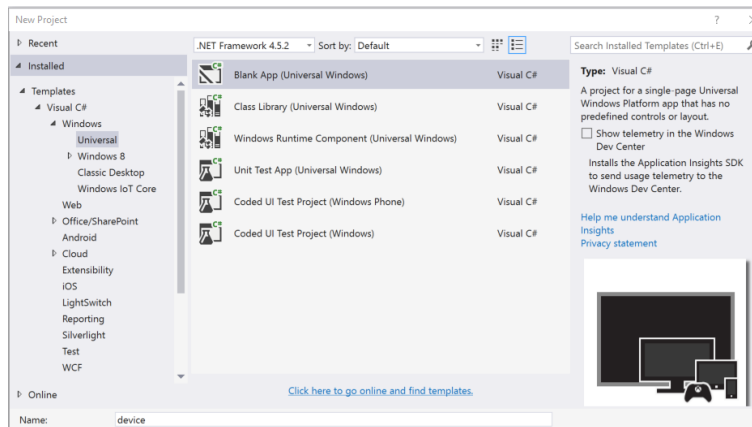 New Project
?
Recent
.NET Framework 4.5.2
Sort by: Default
Search Installed Templates (Ctrl+E)
Installed
Templates
Visual C#
Windows
Universal
Windows 8
Classic Desktop
Windows IoT Core
Web
Office/SharePoint
Android
Cloud
Extensibility
iOS
LightSwitch
Reporting
Silverlight
Test
WCF
Online
Blank App (Universal Windows) Visual C#
Class Library (Universal Windows) Visual C#
Windows Runtime Component (Universal Windows) Visual C#
Unit Test App (Universal Windows) Visual C#
Coded UI Test Project (Windows Phone) Visual C#
Coded UI Test Project (Windows) Visual C#
Click here to go online and find templates.
Type: Visual C#
A project for a single-page Universal
Windows Platform app that has no
predefined controls or layout.
Show telemetry in the Windows
Dev Center
Installs the Application Insights SDK
to send usage telemetry to the
Windows Dev Center.
Help me understand Application
Insights
Privacy statement
Name: device